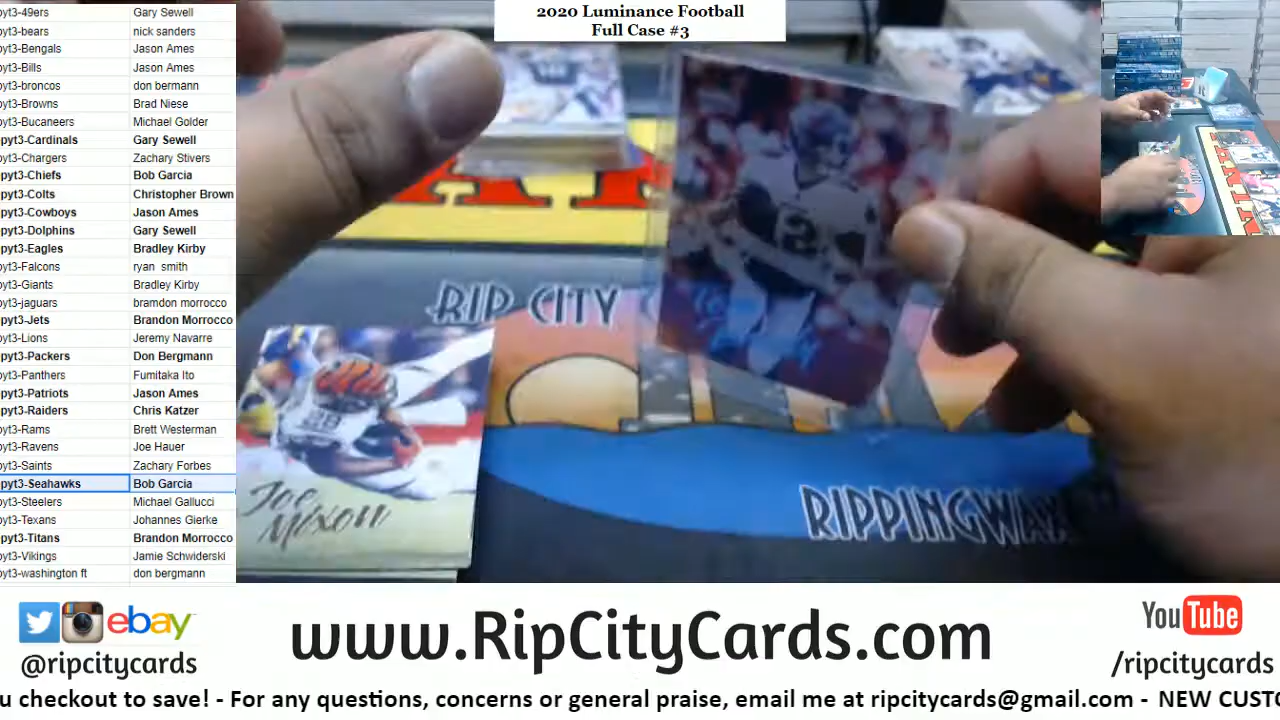 2020 Luminance Football
Full Case #3
pyt3-49ers Gary Sewell
pyt3-bears nick sanders
pyt3-Bengals Jason Ames
pyt3-Bills Jason Ames
pyt3-broncos don bermann
pyt3-Browns Brad Niese
pyt3-Bucaneers Michael Golder
pyt3-Cardinals Gary Sewell
pyt3-Chargers Zachary Stivers
pyt3-Chiefs Bob Garcia
pyt3-Colts Christopher Brown
pyt3-Cowboys Jason Ames
pyt3-Dolphins Gary Sewell
pyt3-Eagles Bradley Kirby
pyt3-Falcons ryan smith
pyt3-Giants Bradley Kirby
pyt3-jaguars bramdon morrocco
pyt3-Jets Brandon Morrocco
pyt3-Lions Jeremy Navarre
pyt3-Packers Don Bergmann
pyt3-Panthers Fumitaka Ito
pyt3-Patriots Jason Ames
pyt3-Raiders Chris Katzer
pyt3-Rams Brett Westerman
pyt3-Ravens Joe Hauer
pyt3-Saints Zachary Forbes
pyt3-Seahawks Bob Garcia
pyt3-Steelers Michael Gallucci
pyt3-Texans Johannes Gierke
pyt3-Titans Brandon Morrocco
pyt3-Vikings Jamie Schwiderski
pyt3-washington ft don bergmann
RIP CITY
2
28
Joe
Mixon
RIPPINGWAX
ebay
@ripcitycards
www.RipCityCards.com
YouTube
/ripcitycards
u checkout to save! - For any questions, concerns or general praise, email me at ripcitycards@gmail.com - NEW CUSTO